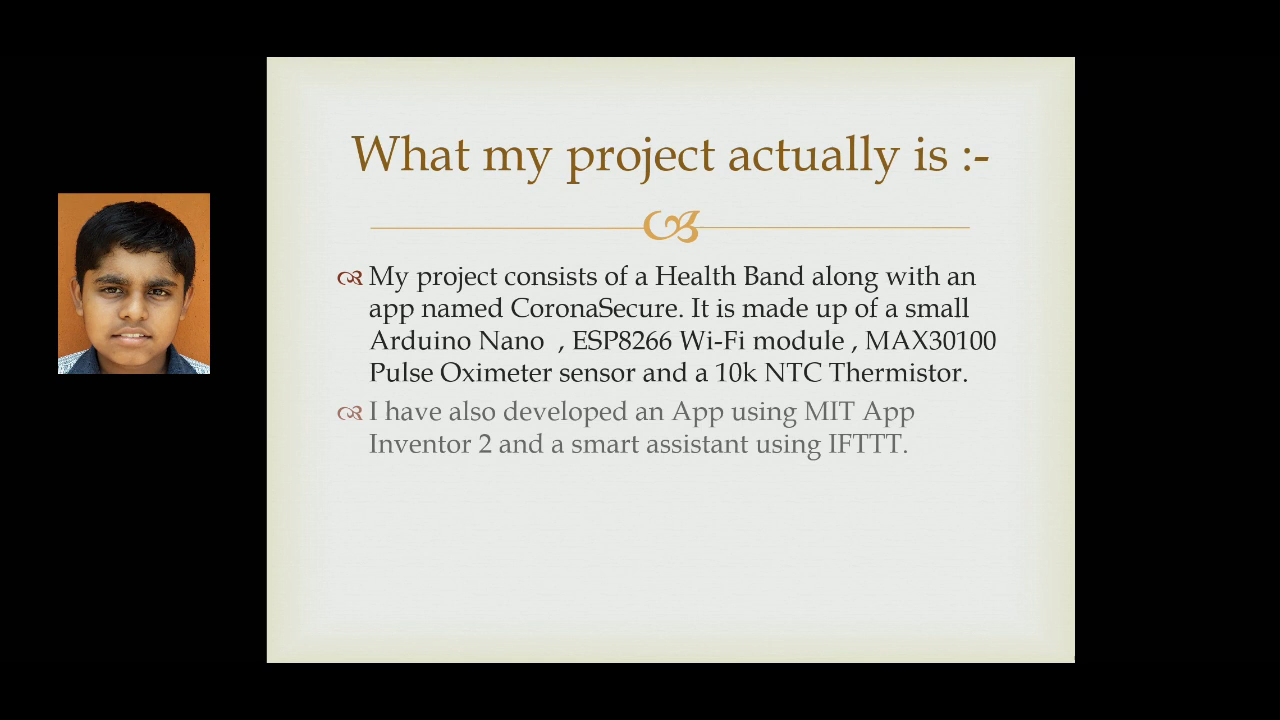 What my project actually is :-
My project consists of a Health Band along with an
app named CoronaSecure. It is made up of a small
Arduino Nano , ESP8266 Wi-Fi module , MAX30100
Pulse Oximeter sensor and a 10k NTC Thermistor.
I have also developed an App using MIT App
Inventor 2 and a smart assistant using IFTTT.